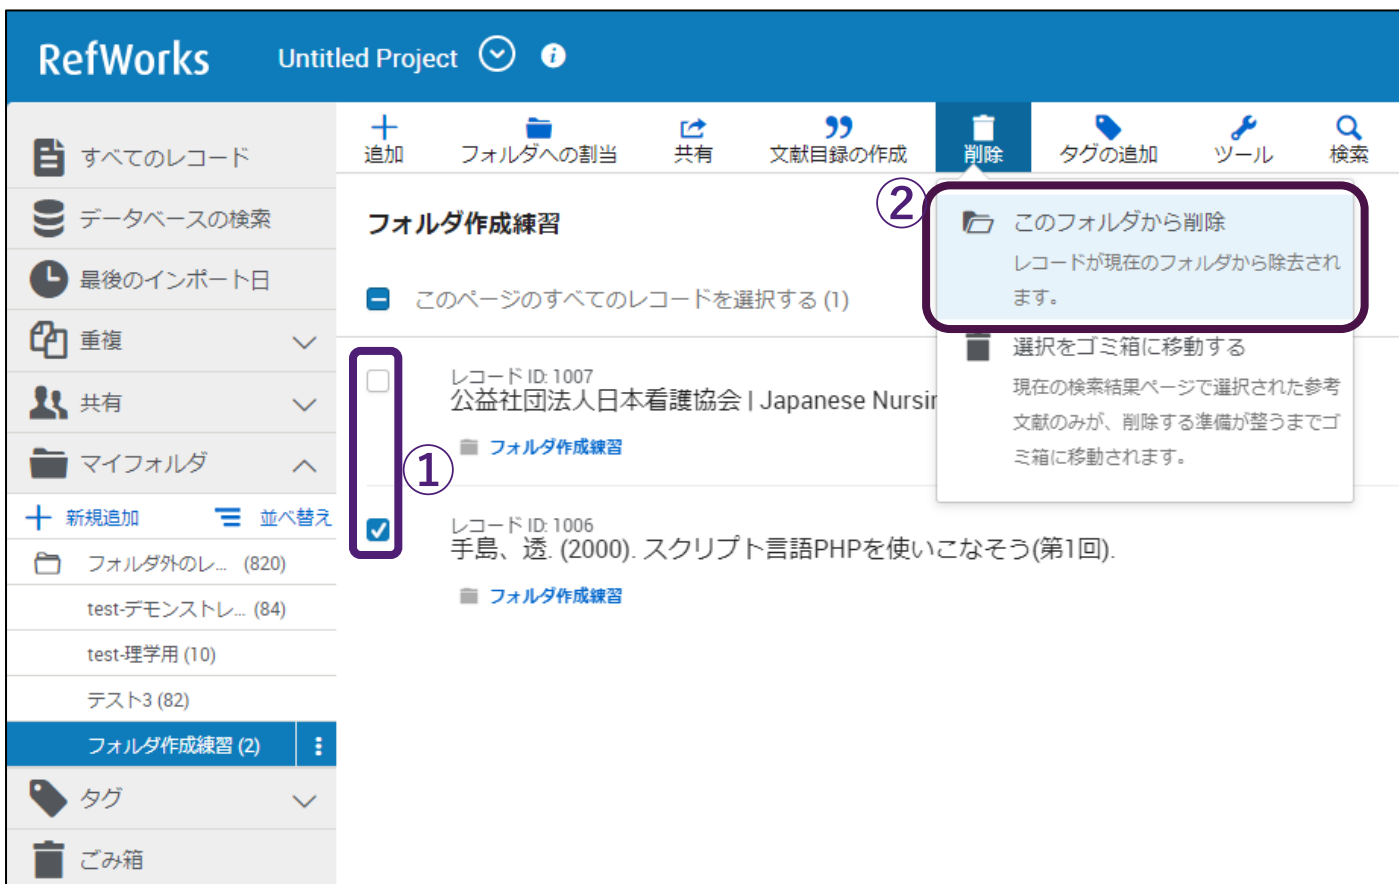 RefWorks Untitled Project
すべてのレコード
データベースの検索
最後のインポート日
重複
共有
マイフォルダ
新規追加 並べ替え
フォルダ外のレ... (820)
test-デモンストレ... (84)
test-理学用 (10)
テスト3 (82)
フォルダ作成練習 (2)
タグ
ごみ箱
追加 フォルダへの割当 共有 文献目録の作成 削除 タグの追加 ツール 検索
フォルダ作成練習
このページのすべてのレコードを選択する (1)
①
レコード ID: 1007
公益社団法人日本看護協会 | Japanese Nursin
フォルダ作成練習
レコード ID: 1006
手島、透. (2000). スクリプト言語PHPを使いこなそう(第1回).
フォルダ作成練習
②
このフォルダから削除
レコードが現在のフォルダから除去され
ます。
選択をゴミ箱に移動する
現在の検索結果ページで選択された参考
文献のみが、削除する準備が整うまでゴ
ミ箱に移動されます。